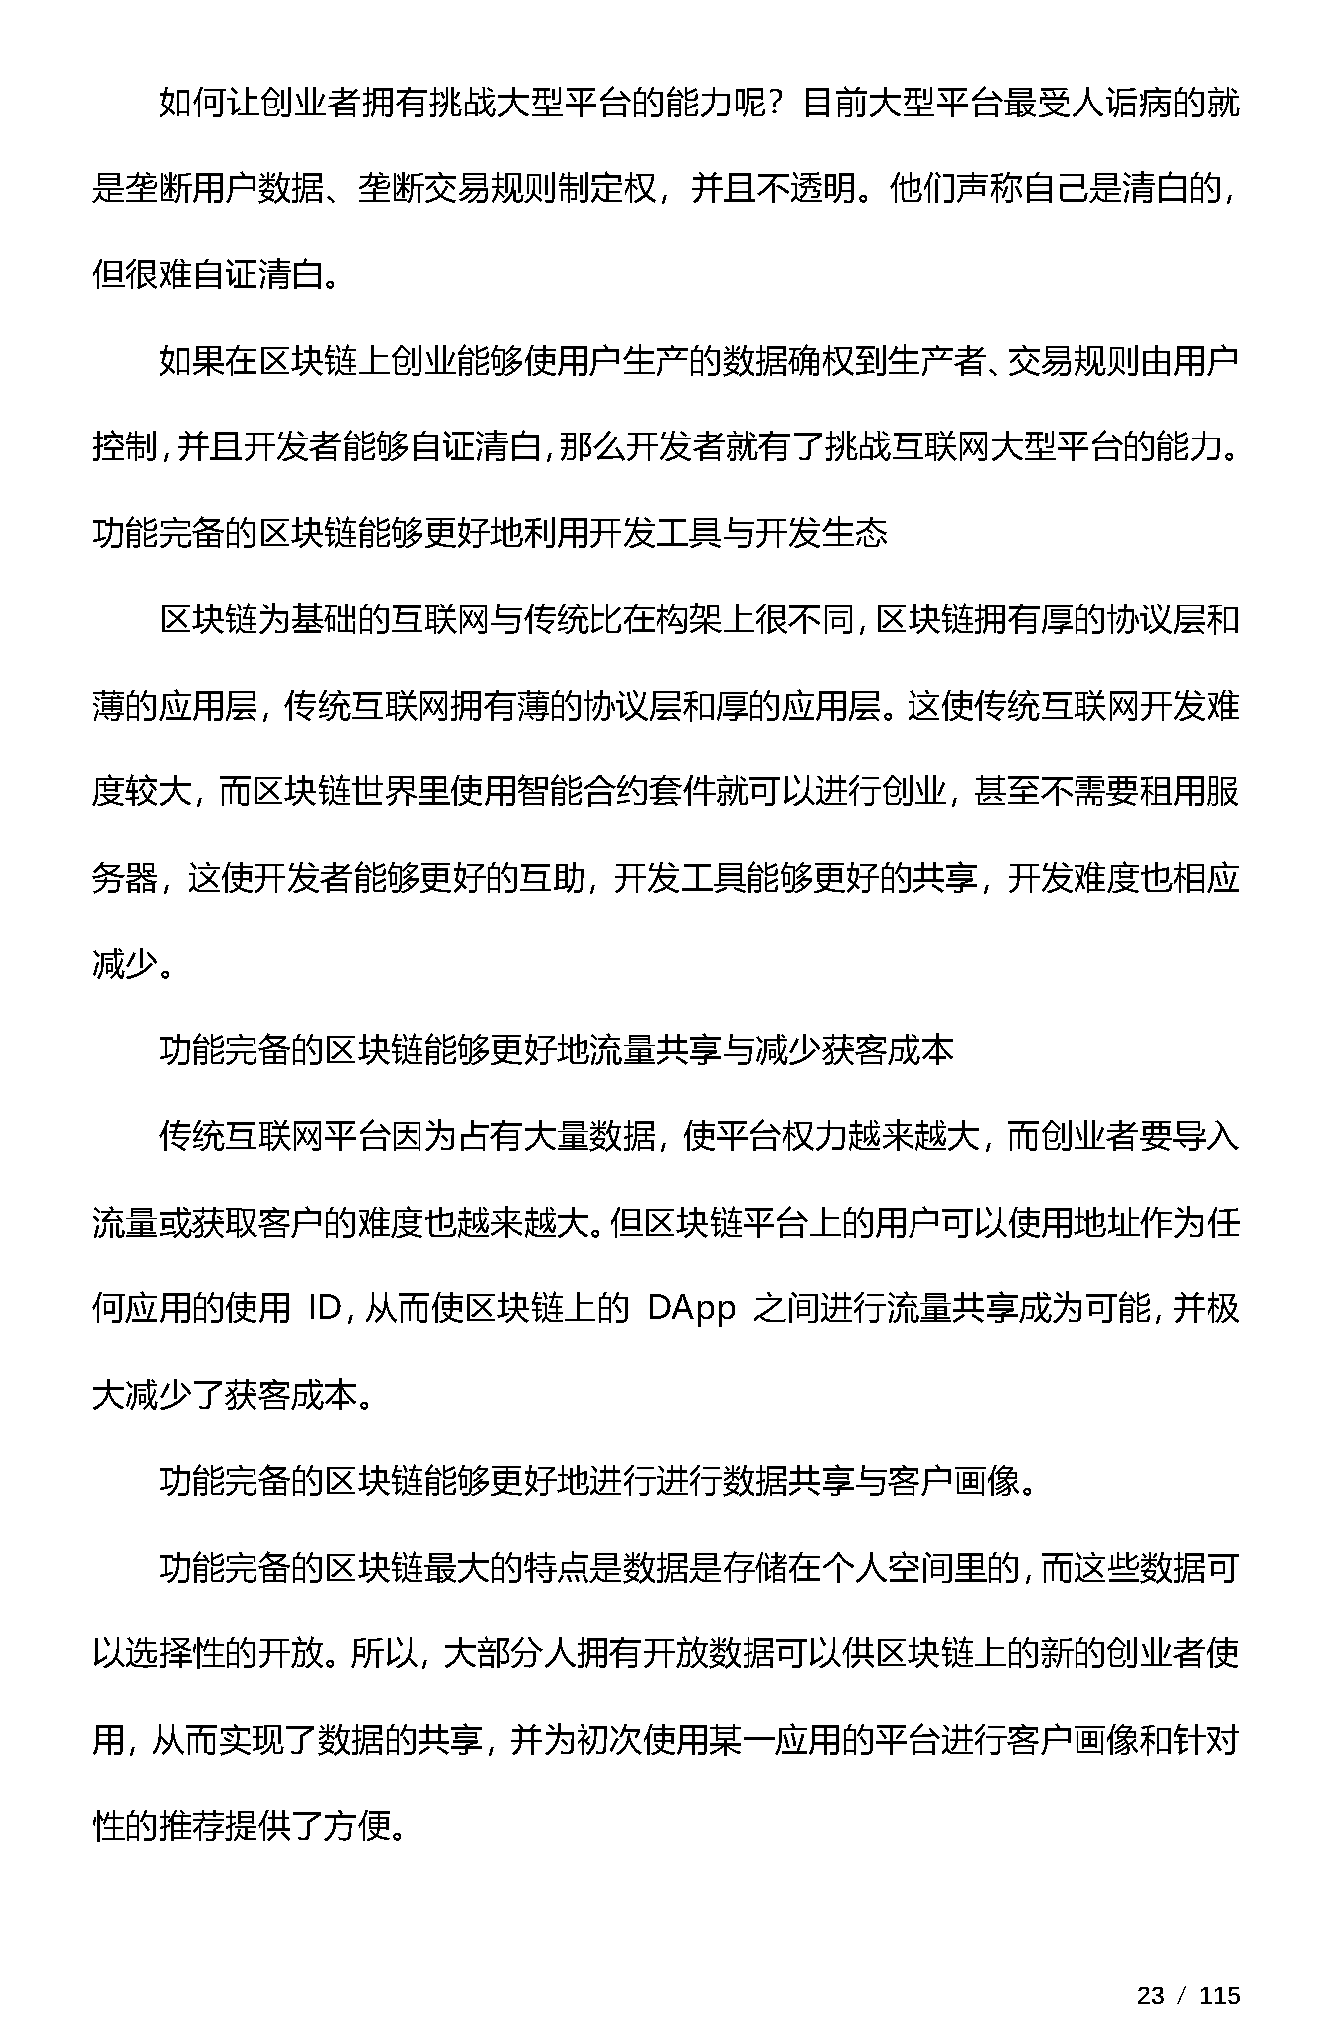 如何让创业者拥有挑战大型平台的能力呢？目前大型平台最受人诟病的就
是垄断用户数据、垄断交易规则制定权，并且不透明。他们声称自己是清白的，
但很难自证清白。
如果在区块链上创业能够使用户生产的数据确权到生产者、交易规则由用户
控制，并且开发者能够自证清白，那么开发者就有了挑战互联网大型平台的能力。
功能完备的区块链能够更好地利用开发工具与开发生态
区块链为基础的互联网与传统比在构架上很不同，区块链拥有厚的协议层和
薄的应用层，传统互联网拥有薄的协议层和厚的应用层。这使传统互联网开发难
度较大，而区块链世界里使用智能合约套件就可以进行创业，甚至不需要租用服
务器，这使开发者能够更好的互助，开发工具能够更好的共享，开发难度也相应
减少。
功能完备的区块链能够更好地流量共享与减少获客成本
传统互联网平台因为占有大量数据，使平台权力越来越大，而创业者要导入
流量或获取客户的难度也越来越大。但区块链平台上的用户可以使用地址作为任
何应用的使用 ID，从而使区块链上的 DApp 之间进行流量共享成为可能，并极
大减少了获客成本。
功能完备的区块链能够更好地进行进行数据共享与客户画像。
功能完备的区块链最大的特点是数据是存储在个人空间里的，而这些数据可
以选择性的开放。所以，大部分人拥有开放数据可以供区块链上的新的创业者使
用，从而实现了数据的共享，并为初次使用某一应用的平台进行客户画像和针对
性的推荐提供了方便。
23 / 115